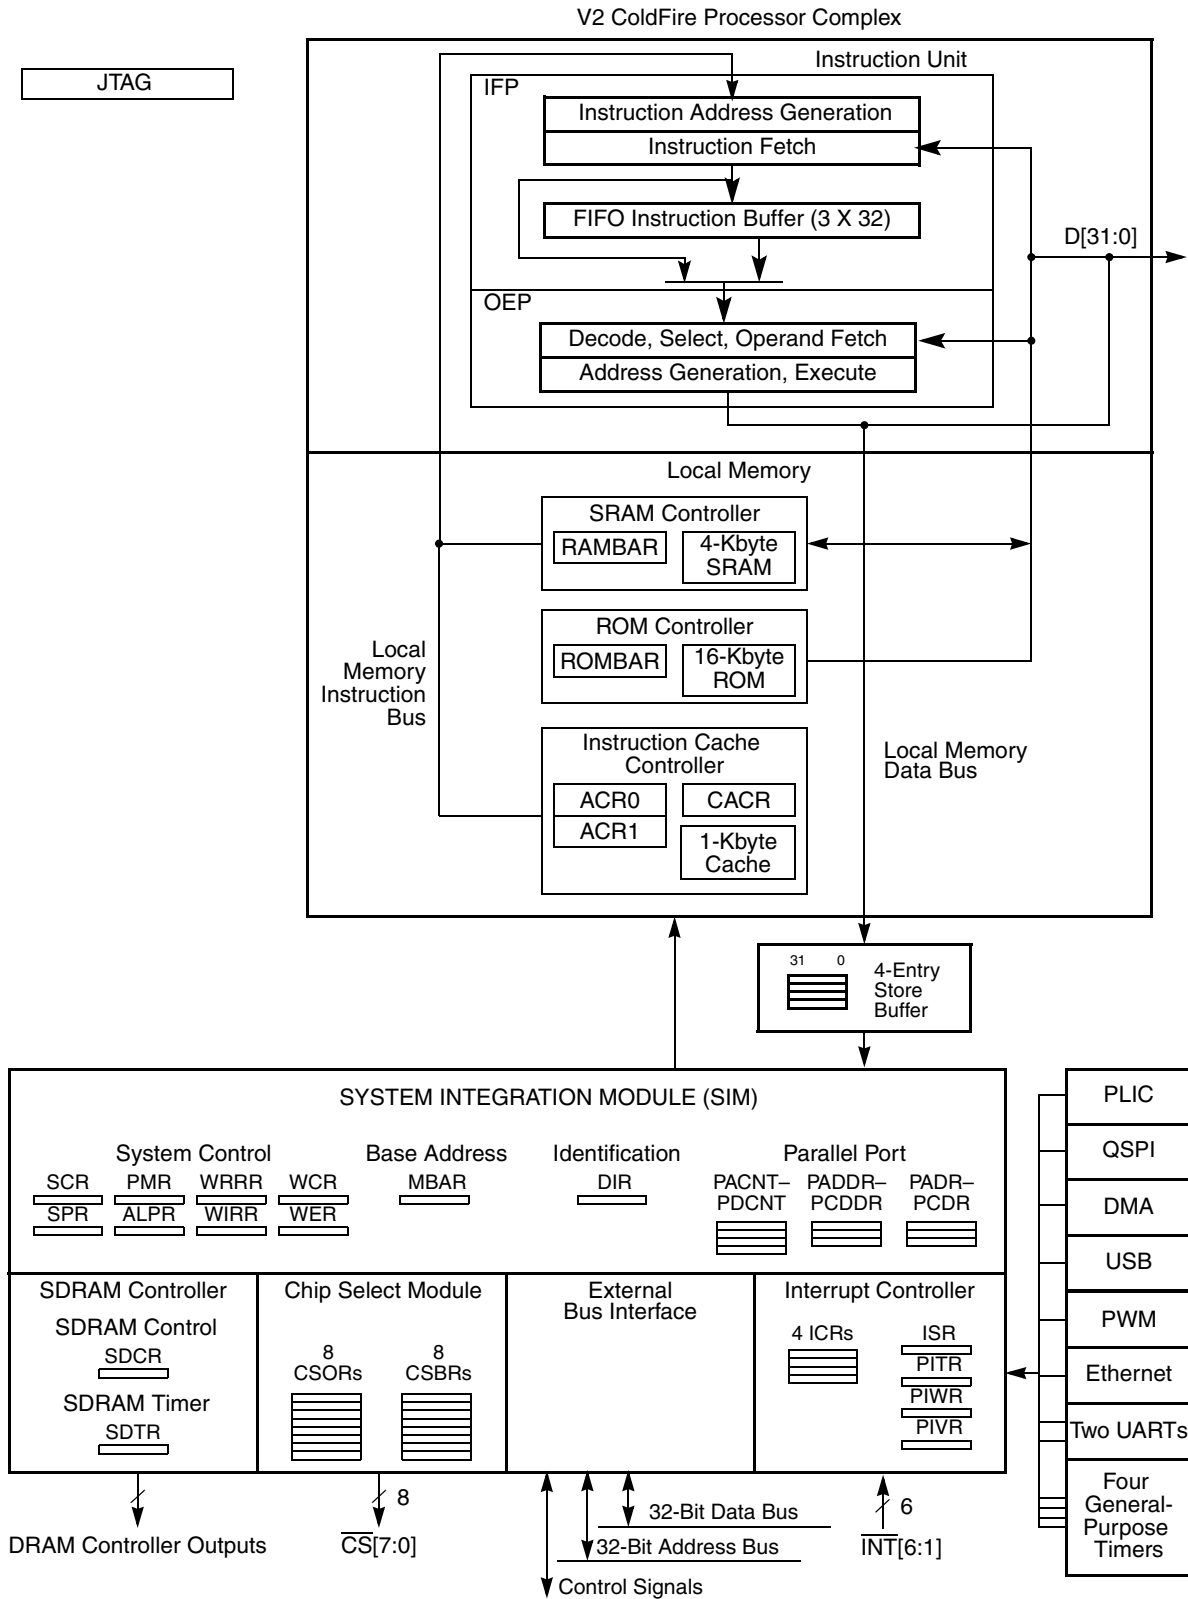 V2 ColdFire Processor Complex
JTAG
Instruction Unit
IFP
Instruction Address Generation
Instruction Fetch
FIFO Instruction Buffer (3 X 32)
D[31:0]
OEP
Decode, Select, Operand Fetch
Address Generation, Execute
Local Memory
SRAM Controller
RAMBAR
4-Kbyte
SRAM
ROM Controller
ROMBAR
16-Kbyte
ROM
Local
Memory
Instruction
Bus
Instruction Cache
Controller
ACR0
ACR1
CACR
1-Kbyte
Cache
Local Memory
Data Bus
31 0
4-Entry
Store
Buffer
SYSTEM INTEGRATION MODULE (SIM)
System Control
SCR PMR WRRR WCR
SPR ALPR WIRR WER
Base Address
MBAR
Identification
DIR
Parallel Port
PACNT–
PDCNT
PADDR–
PCDDR
PADR–
PCDR
SDRAM Controller
SDRAM Control
SDCR
SDRAM Timer
SDTR
Chip Select Module
8
CSORs
8
CSBRs
External
Bus Interface
Interrupt Controller
4 ICRs
ISR
PITR
PIWR
PIVR
PLIC
QSPI
DMA
USB
PWM
Ethernet
Two UARTs
Four
General-
Purpose
Timers
DRAM Controller Outputs
8
CS[7:0]
32-Bit Data Bus
32-Bit Address Bus
Control Signals
6
INT[6:1]